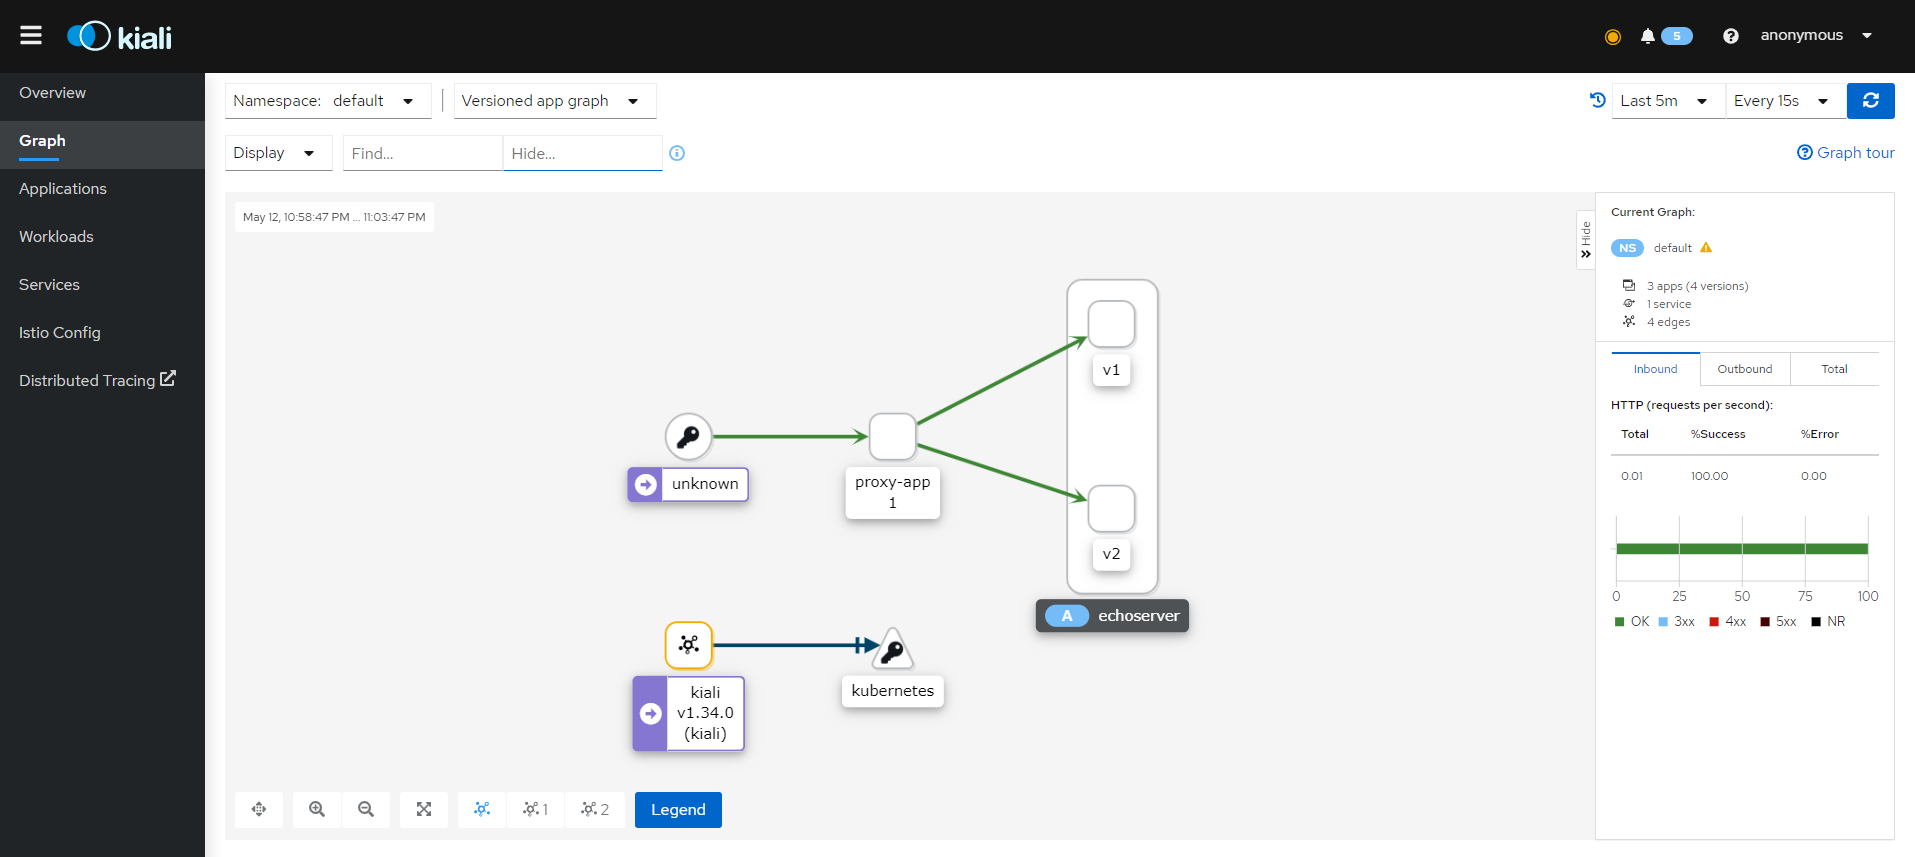 kiali
5
anonymous
Overview
Graph
Applications
Workloads
Services
Istio Config
Distributed Tracing
Namespace: default
Versioned app graph
Last 5m
Every 15s
Display
Find...
Hide...
Graph tour
May 12, 10:58:47 PM ... 11:03:47 PM
Hide
v1
v2
A echoserver
unknown
proxy-app
1
kiali
v1.34.0
(kiali)
kubernetes
1
2
Legend
Current Graph:
NS default
3 apps (4 versions)
1 service
4 edges
Inbound Outbound Total
HTTP (requests per second):
Total %Success %Error
0.01 100.00 0.00
0 25 50 75 100
OK 3xx 4xx 5xx NR